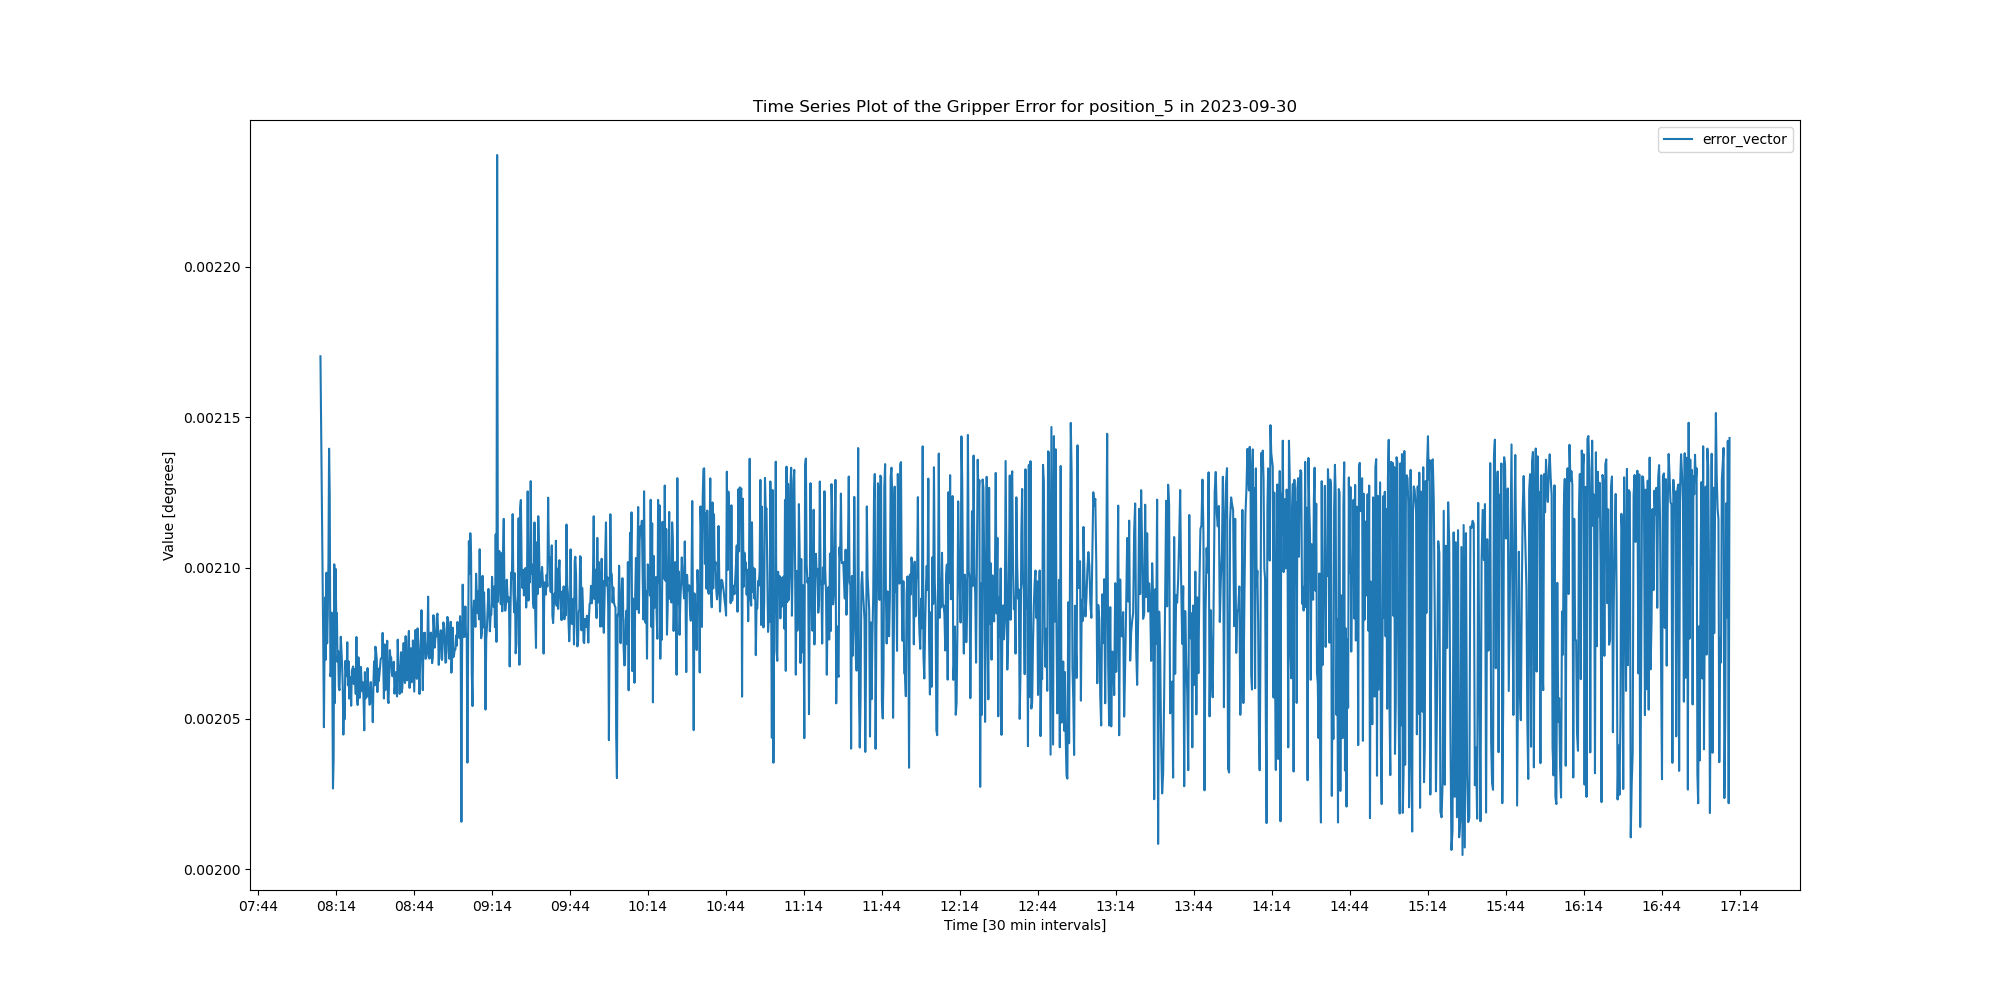 Time Series Plot of the Gripper Error for position_5 in 2023-09-30
error_vector
Value [degrees]
0.00220
0.00215
0.00210
0.00205
0.00200
07:44 08:14 08:44 09:14 09:44 10:14 10:44 11:14 11:44 12:14 12:44 13:14 13:44 14:14 14:44 15:14 15:44 16:14 16:44 17:14
Time [30 min intervals]